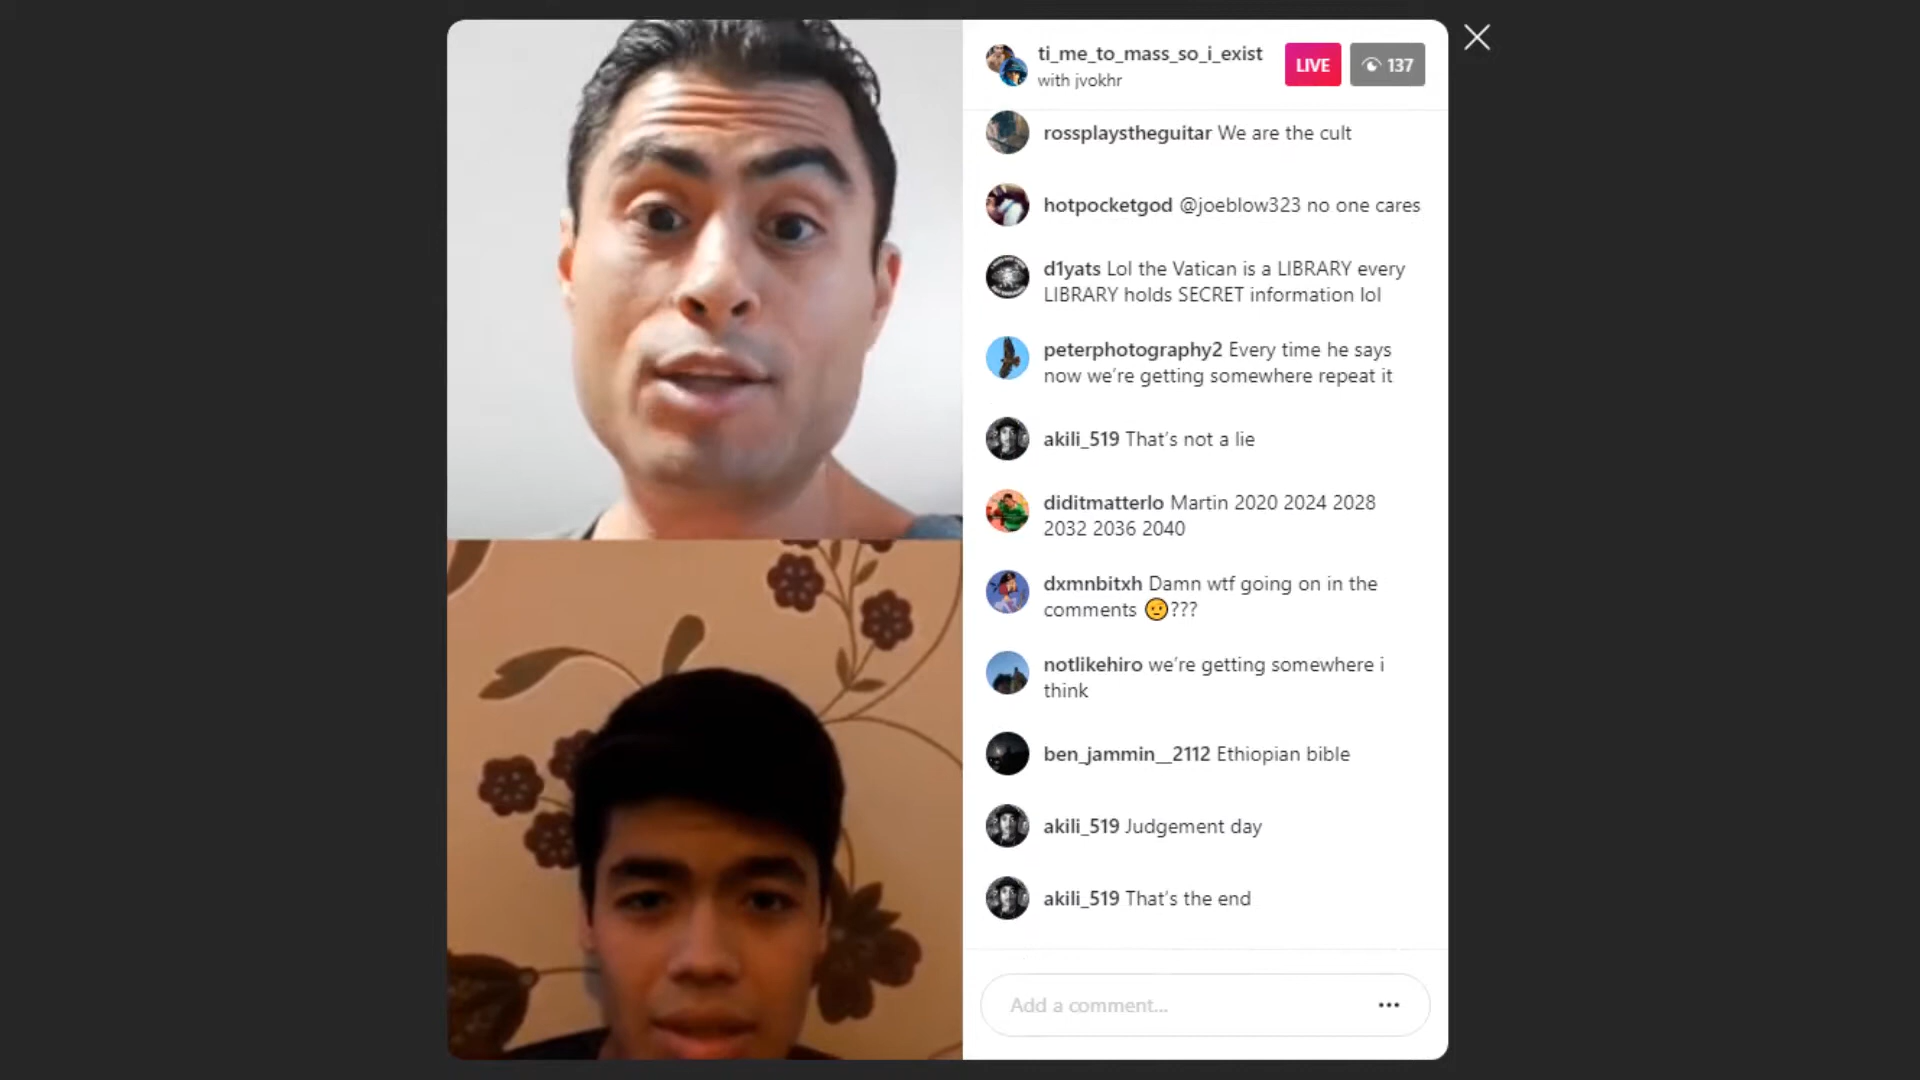 ti_me_to_mass_so_i_exist
with jvokhr
LIVE
137
rossplaystheguitar We are the cult
hotpocketgod @joeblow323 no one cares
d1yats Lol the Vatican is a LIBRARY every
LIBRARY holds SECRET information lol
peterphotography2 Every time he says
now we’re getting somewhere repeat it
akili_519 That’s not a lie
diditmatterlo Martin 2020 2024 2028
2032 2036 2040
dxmnbitxh Damn wtf going on in the
comments 🫡???
notlikehiro we’re getting somewhere i
think
ben_jammin__2112 Ethiopian bible
akili_519 Judgement day
akili_519 That’s the end
Add a comment...